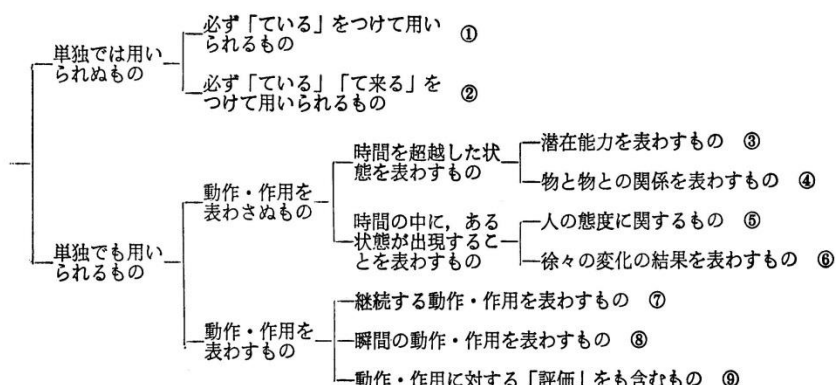 単独では用い
られぬもの
必ず「ている」をつけて用い
られるもの ①
必ず「ている」「て来る」を
つけて用いられるもの ②
単独でも用い
られるもの
動作・作用を
表わさぬもの
時間を超越した状
態を表わすもの
潜在能力を表わすもの ③
物と物との関係を表わすもの ④
時間の中に，ある
状態が出現するこ
とを表わすもの
人の態度に関するもの ⑤
徐々の変化の結果を表わすもの ⑥
動作・作用を
表わすもの
継続する動作・作用を表わすもの ⑦
瞬間の動作・作用を表わすもの ⑧
動作・作用に対する「評価」をも含むもの ⑨